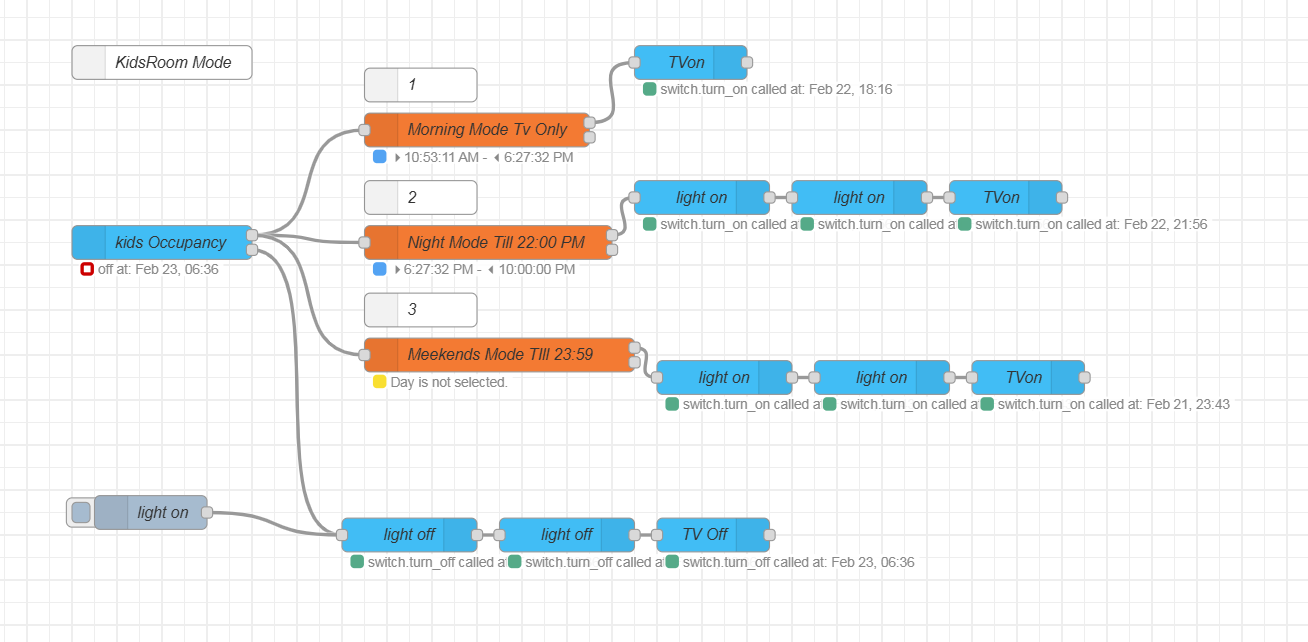 KidsRoom Mode
TVon
switch.turn_on called at: Feb 22, 18:16
1
Morning Mode Tv Only
10:53:11 AM - 6:27:32 PM
2
light on
light on
TVon
switch.turn_on called a
switch.turn_on called a
switch.turn_on called at: Feb 22, 21:56
kids Occupancy
off at: Feb 23, 06:36
Night Mode Till 22:00 PM
6:27:32 PM - 10:00:00 PM
3
Meekends Mode TIll 23:59
Day is not selected.
light on
light on
TVon
switch.turn_on called a
switch.turn_on called a
switch.turn_on called at: Feb 21, 23:43
light on
light off
light off
TV Off
switch.turn_off called a
switch.turn_off called a
switch.turn_off called at: Feb 23, 06:36